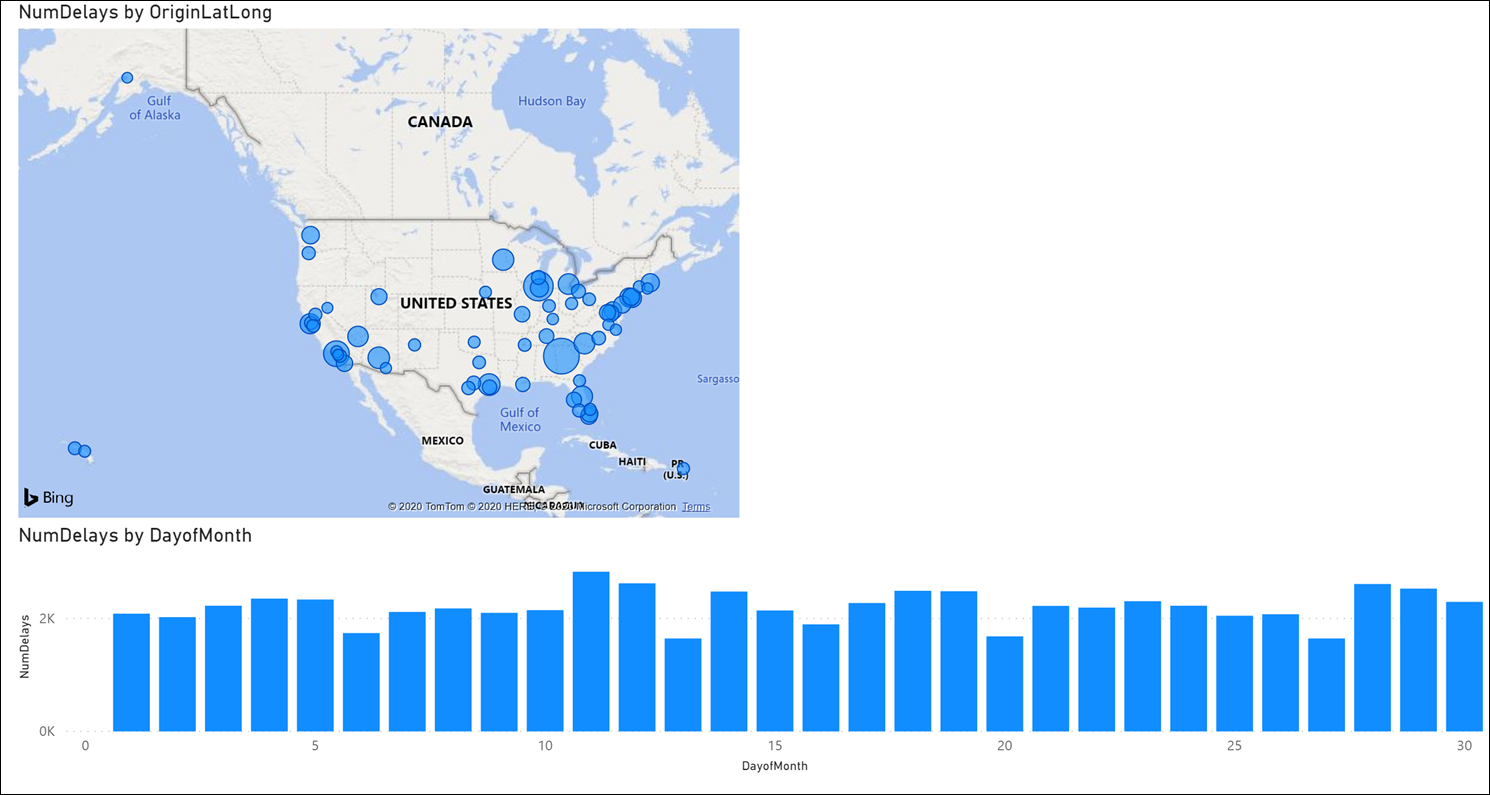 NumDelays by OriginLatLong
Gulf
of Alaska
Hudson Bay
CANADA
UNITED STATES
Sargasso
Gulf of
Mexico
MEXICO
CUBA
HAITI
PR
(U.S.)
GUATEMALA
NICARAGUA
Bing
© 2020 TomTom © 2020 HERE, © 2020 Microsoft Corporation Terms
NumDelays by DayofMonth
NumDelays
2K
0K
0 5 10 15 20 25 30
DayofMonth